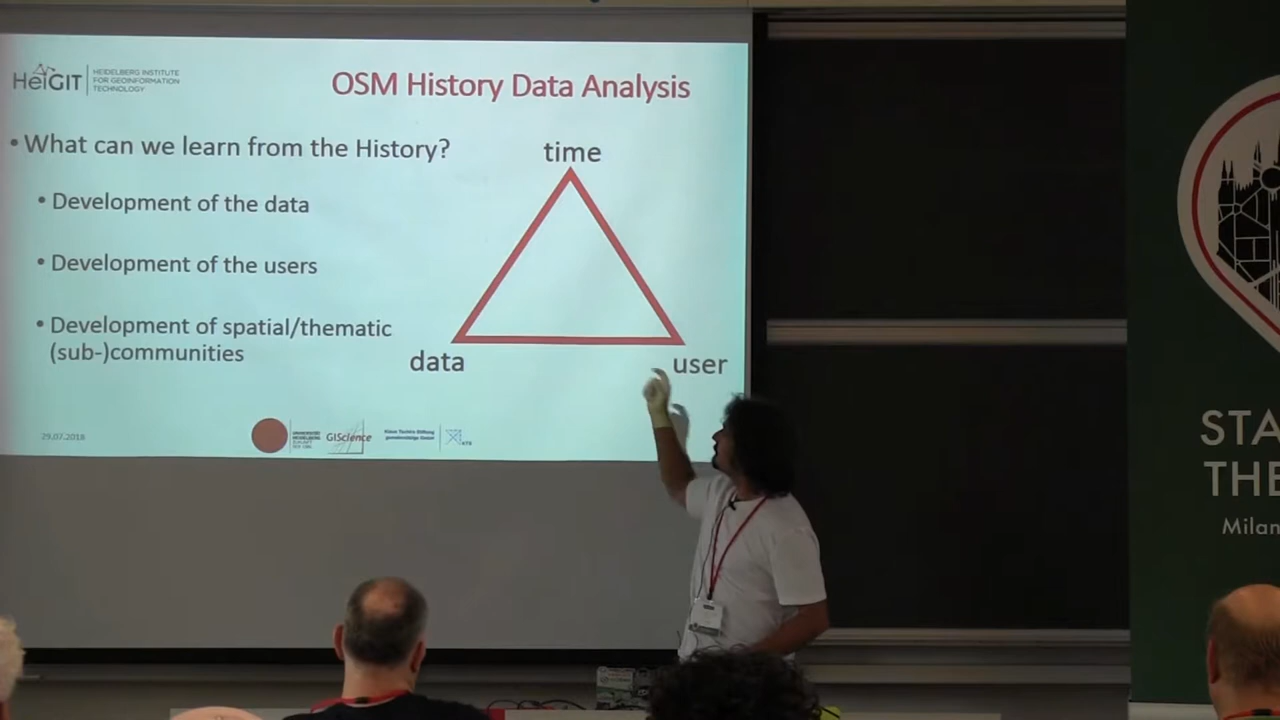 HeiGIT
HEIDELBERG INSTITUTE
FOR GEOINFORMATION
TECHNOLOGY
OSM History Data Analysis
• What can we learn from the History?
time
• Development of the data
• Development of the users
• Development of spatial/thematic
(sub-)communities
data
user
29.07.2018
GIScience
STA
THE
Milan